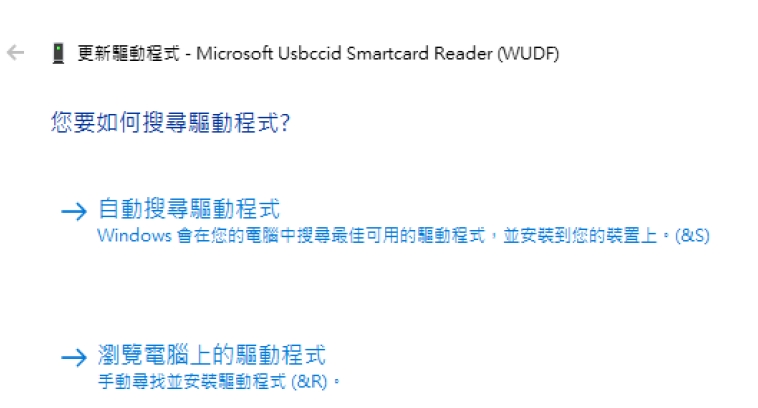 更新驅動程式 - Microsoft Usbccid Smartcard Reader (WUDF)
您要如何搜尋驅動程式?
自動搜尋驅動程式
Windows 會在您的電腦中搜尋最佳可用的驅動程式，並安裝到您的裝置上。(&S)
瀏覽電腦上的驅動程式
手動尋找並安裝驅動程式 (&R)。